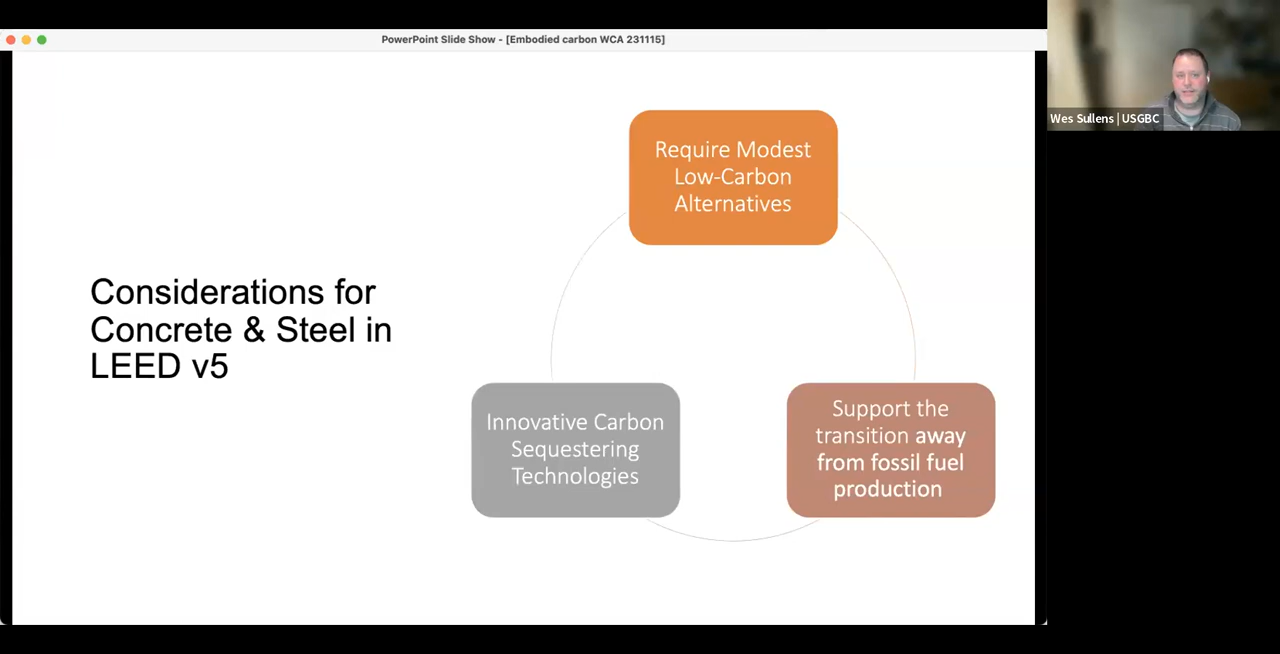 PowerPoint Slide Show - [Embodied carbon WCA 231115]
Wes Sullens | USGBC
Considerations for
Concrete & Steel in
LEED v5
Require Modest
Low-Carbon
Alternatives
Innovative Carbon
Sequestering
Technologies
Support the
transition away
from fossil fuel
production